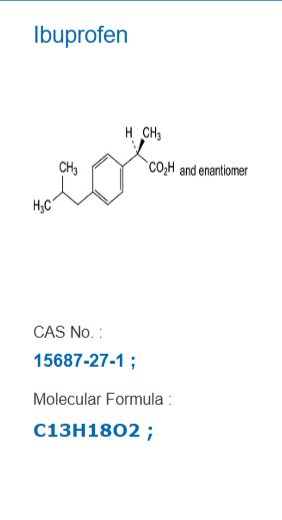 Ibuprofen
H CH3
CH3
CO2H and enantiomer
H3C
CAS No. :
15687-27-1 ;
Molecular Formula :
C13H18O2 ;